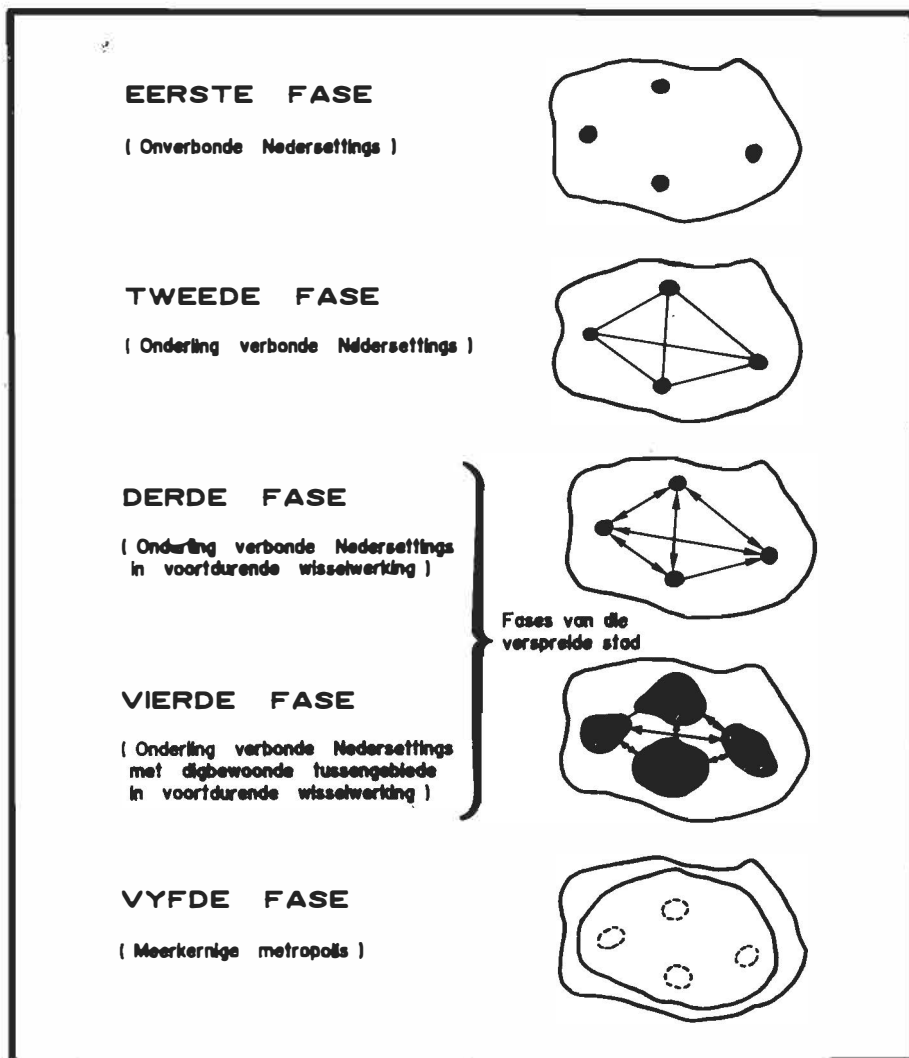 EERSTE FASE
( Onverbonde Nedersettings )
TWEEDE FASE
( Onderling verbonde Nedersettings )
DERDE FASE
( Onderling verbonde Nedersettings
in voortdurende wisselwerking )
Fases van die
verspreide stad
VIERDE FASE
( Onderling verbonde Nedersettings
met digbewoonde tussengebiede
in voortdurende wisselwerking )
VYFDE FASE
( Meerkernige metropolis )